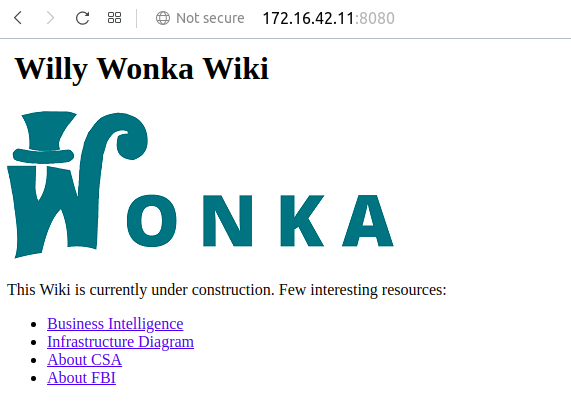 Not secure 172.16.42.11:8080
Willy Wonka Wiki
WONKA
This Wiki is currently under construction. Few interesting resources:
Business Intelligence
Infrastructure Diagram
About CSA
About FBI